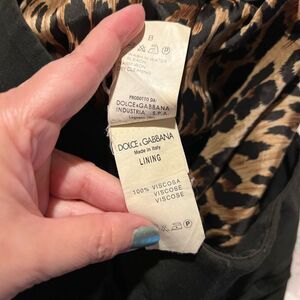 B
PRODOTTO DA
DOLCE&GABBANA
INDUSTRIA S.P.A.
DOLCE&GABBANA
Made in Italy
LINING
100% VISCOSA
VISCOSE
VISCOSE
P